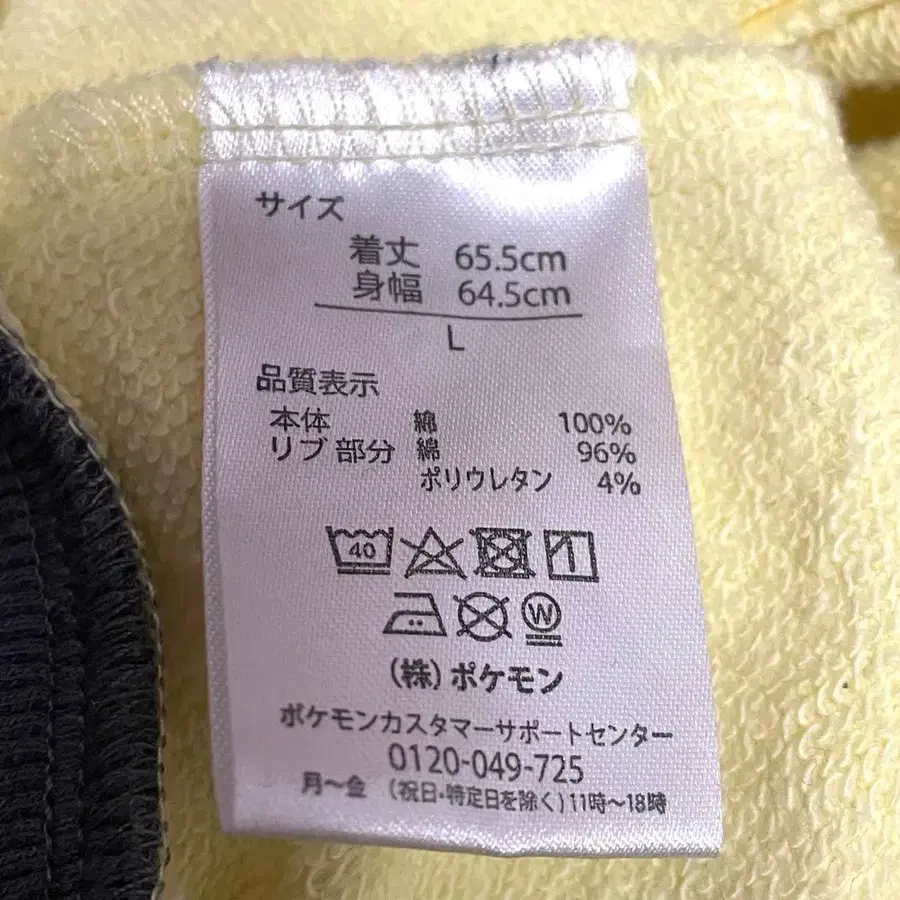 サイズ
着丈 65.5cm
身幅 64.5cm
L
品質表示
本体 綿 100%
リブ部分 綿 96%
ポリウレタン 4%
40
W
(株)ポケモン
ポケモンカスタマーサポートセンター
0120-049-725
月〜金 (祝日・特定日を除く)11時〜18時